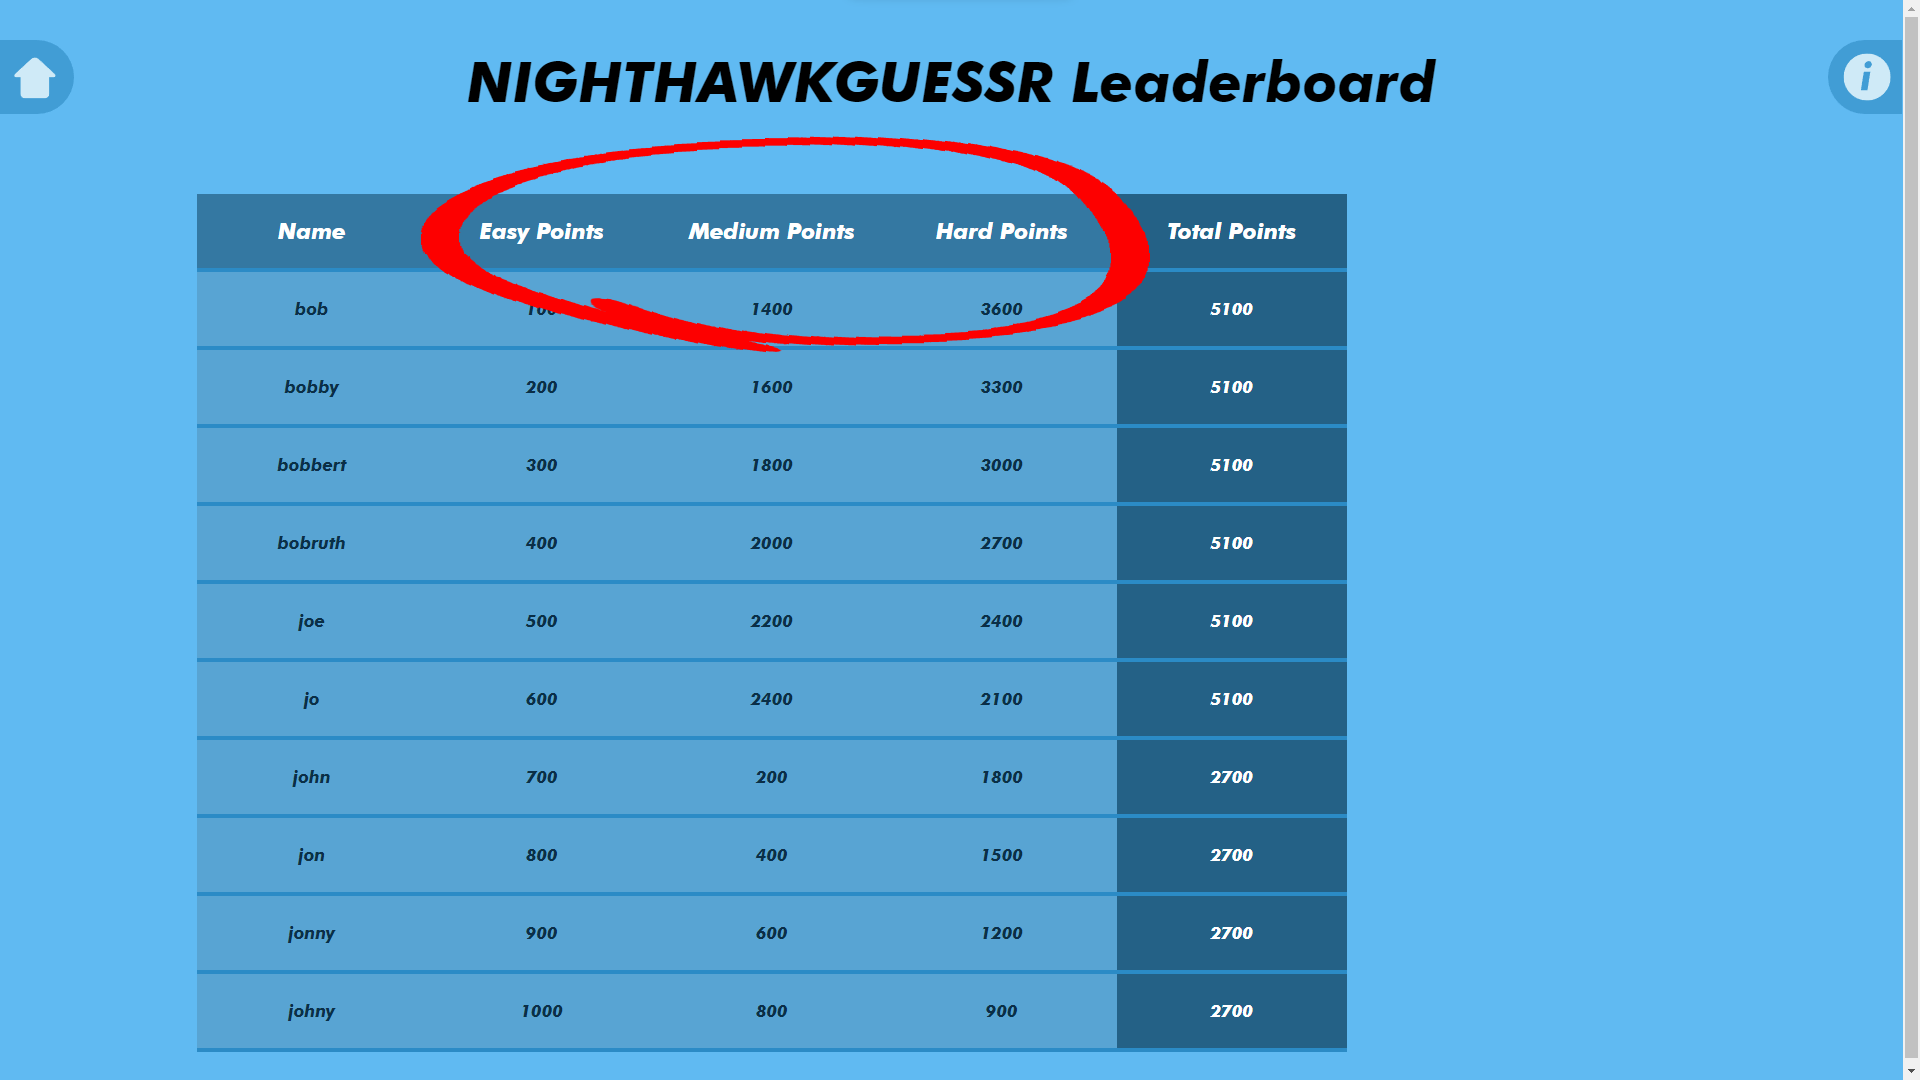 NIGHTHAWKGUESSR Leaderboard
i
Name Easy Points Medium Points Hard Points Total Points
bob 100 1400 3600 5100
bobby 200 1600 3300 5100
bobbert 300 1800 3000 5100
bobruth 400 2000 2700 5100
joe 500 2200 2400 5100
jo 600 2400 2100 5100
john 700 200 1800 2700
jon 800 400 1500 2700
jonny 900 600 1200 2700
johny 1000 800 900 2700